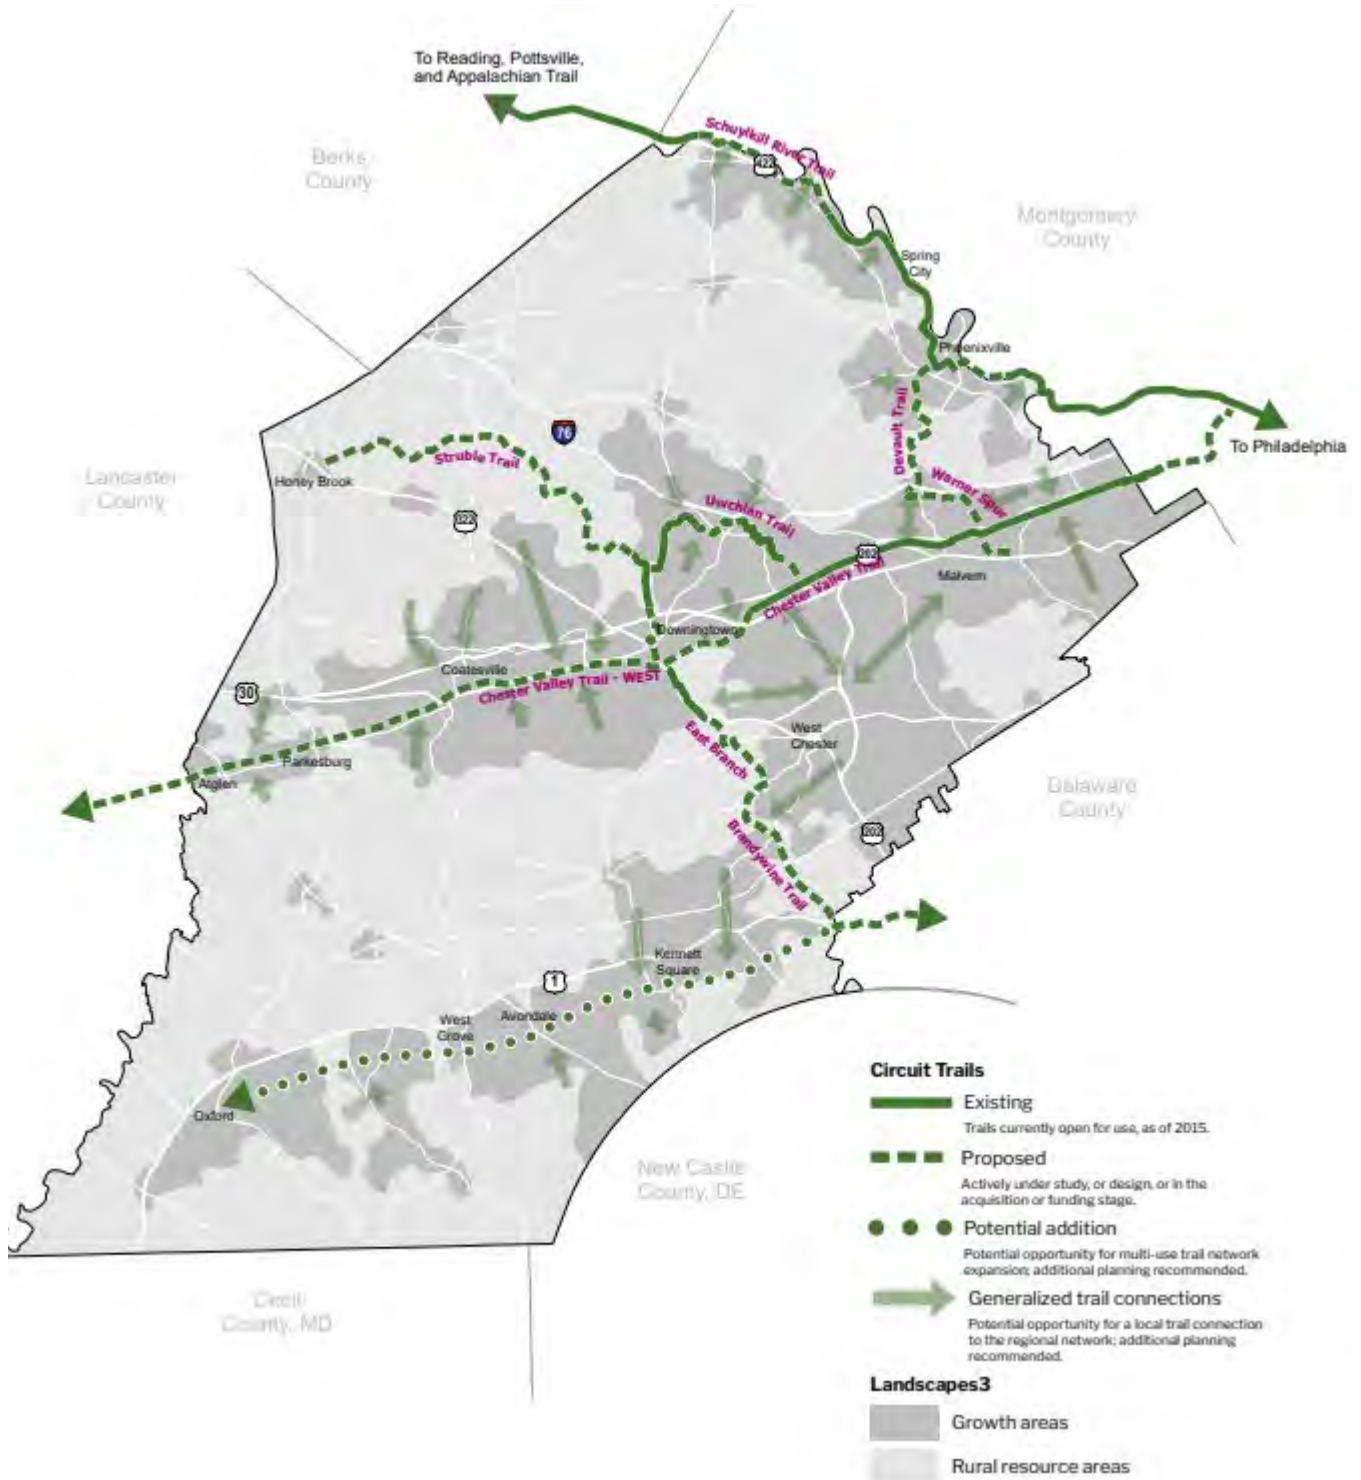 To Reading, Pottsville,
and Appalachian Trail
Schuylkill River Trail
422
Berks
County
Montgomery
County
Spring
City
Phoenixville
To Philadelphia
Devault Trail
Warner Spur
76
Struble Trail
Honey Brook
Lancaster
County
322
Uwchlan Trail
202
Chester Valley Trail
Malvern
Downingtown
Coatesville
Chester Valley Trail - WEST
30
Parkesburg
Atglen
East Branch
West
Chester
Delaware
County
202
Brandywine Trail
Kennett
Square
1
Avondale
West
Grove
Oxford
New Castle
County, DE
Cecil
County, MD
Circuit Trails
Existing
Trails currently open for use, as of 2015.
Proposed
Actively under study, or design, or in the
acquisition or funding stage.
Potential addition
Potential opportunity for multi-use trail network
expansion; additional planning recommended.
Generalized trail connections
Potential opportunity for a local trail connection
to the regional network; additional planning
recommended.
Landscapes3
Growth areas
Rural resource areas